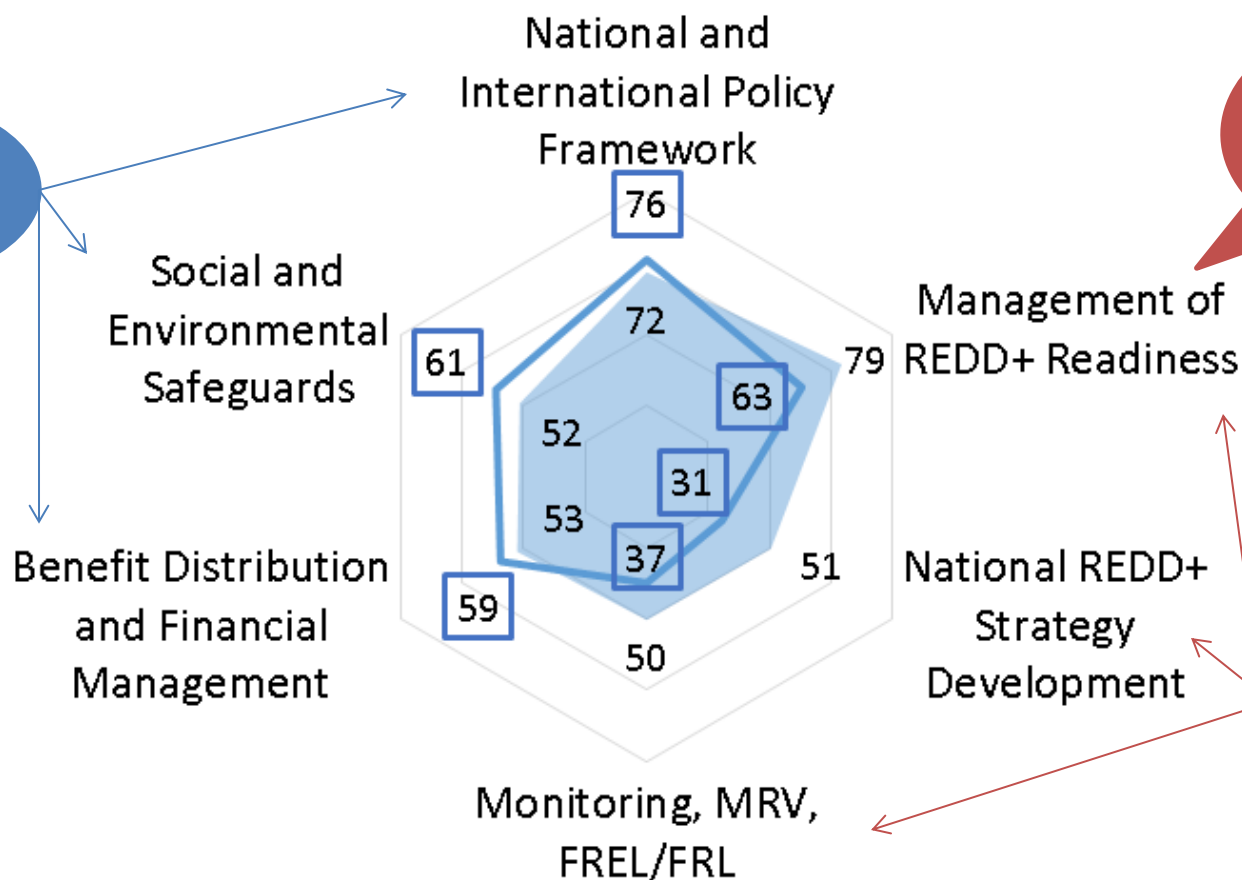 National and
International Policy
Framework
76
72
Social and
Environmental
Safeguards
61
52
Management of
REDD+ Readiness
79
63
31
53
37
Benefit Distribution
and Financial
Management
59
51
National REDD+
Strategy
Development
50
Monitoring, MRV,
FREL/FRL